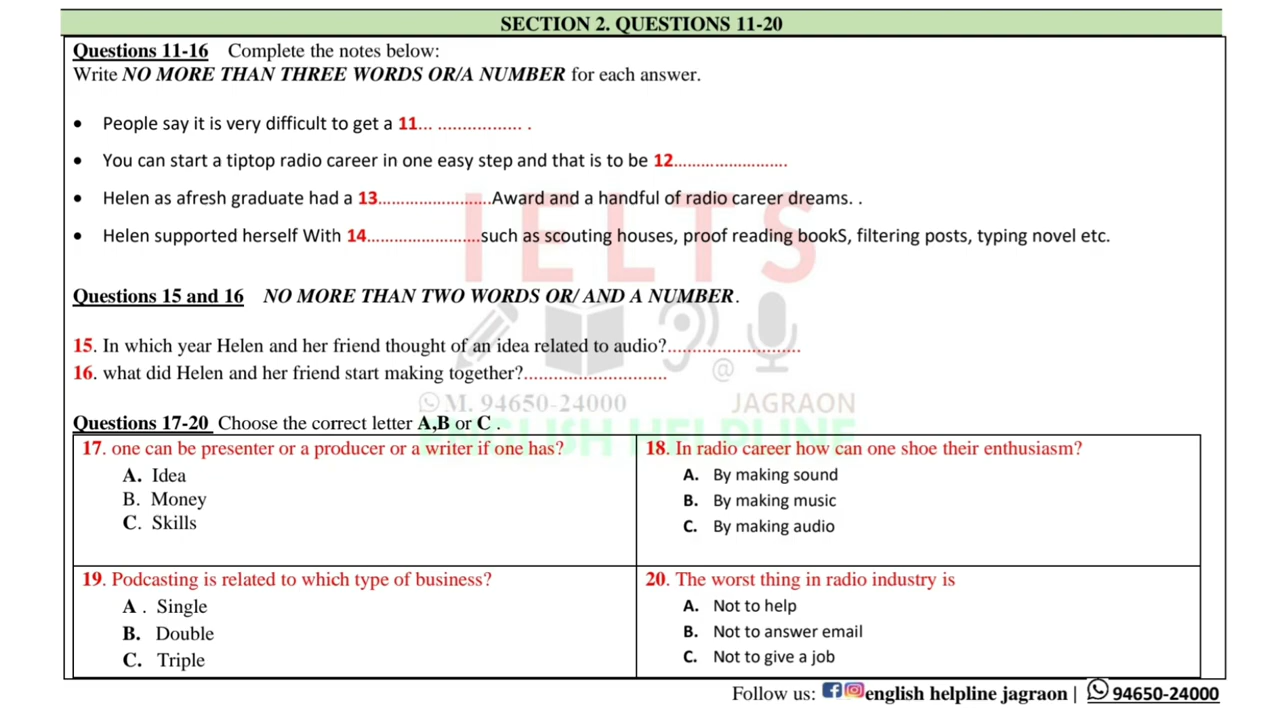 SECTION 2. QUESTIONS 11-20
Questions 11-16 Complete the notes below:
Write NO MORE THAN THREE WORDS OR/A NUMBER for each answer.
• People say it is very difficult to get a 11... .................. .
• You can start a tiptop radio career in one easy step and that is to be 12........................
• Helen as afresh graduate had a 13........................Award and a handful of radio career dreams. .
• Helen supported herself With 14........................such as scouting houses, proof reading bookS, filtering posts, typing novel etc.
IELTS
Questions 15 and 16 NO MORE THAN TWO WORDS OR/ AND A NUMBER.
15. In which year Helen and her friend thought of an idea related to audio?.........................
16. what did Helen and her friend start making together?...........................
@
M. 94650-24000 JAGRAON
ENGLISH HELPLINE
Questions 17-20 Choose the correct letter A,B or C .
17. one can be presenter or a producer or a writer if one has?
A. Idea
B. Money
C. Skills
18. In radio career how can one shoe their enthusiasm?
A. By making sound
B. By making music
C. By making audio
19. Podcasting is related to which type of business?
A . Single
B. Double
C. Triple
20. The worst thing in radio industry is
A. Not to help
B. Not to answer email
C. Not to give a job
Follow us: english helpline jagraon | 94650-24000